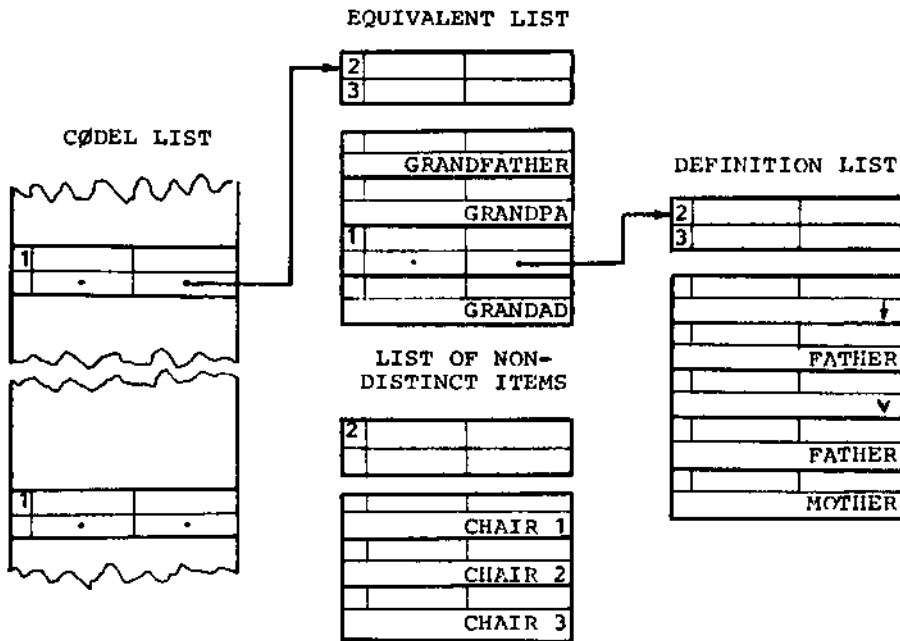 EQUIVALENT LIST
2
3
CØDEL LIST
GRANDFATHER
GRANDPA
1
GRANDAD
DEFINITION LIST
2
3
↓
FATHER
V
FATHER
MOTHER
1
LIST OF NON-
DISTINCT ITEMS
2
CHAIR 1
CHAIR 2
CHAIR 3
1